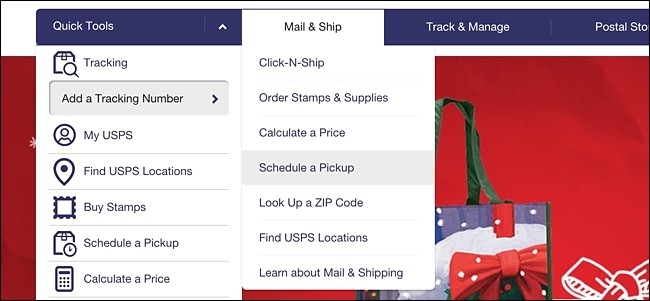 Quick Tools
Mail & Ship
Track & Manage
Postal Sto
Tracking
Add a Tracking Number
My USPS
Find USPS Locations
Buy Stamps
Schedule a Pickup
Calculate a Price
Click-N-Ship
Order Stamps & Supplies
Calculate a Price
Schedule a Pickup
Look Up a ZIP Code
Find USPS Locations
Learn about Mail & Shipping